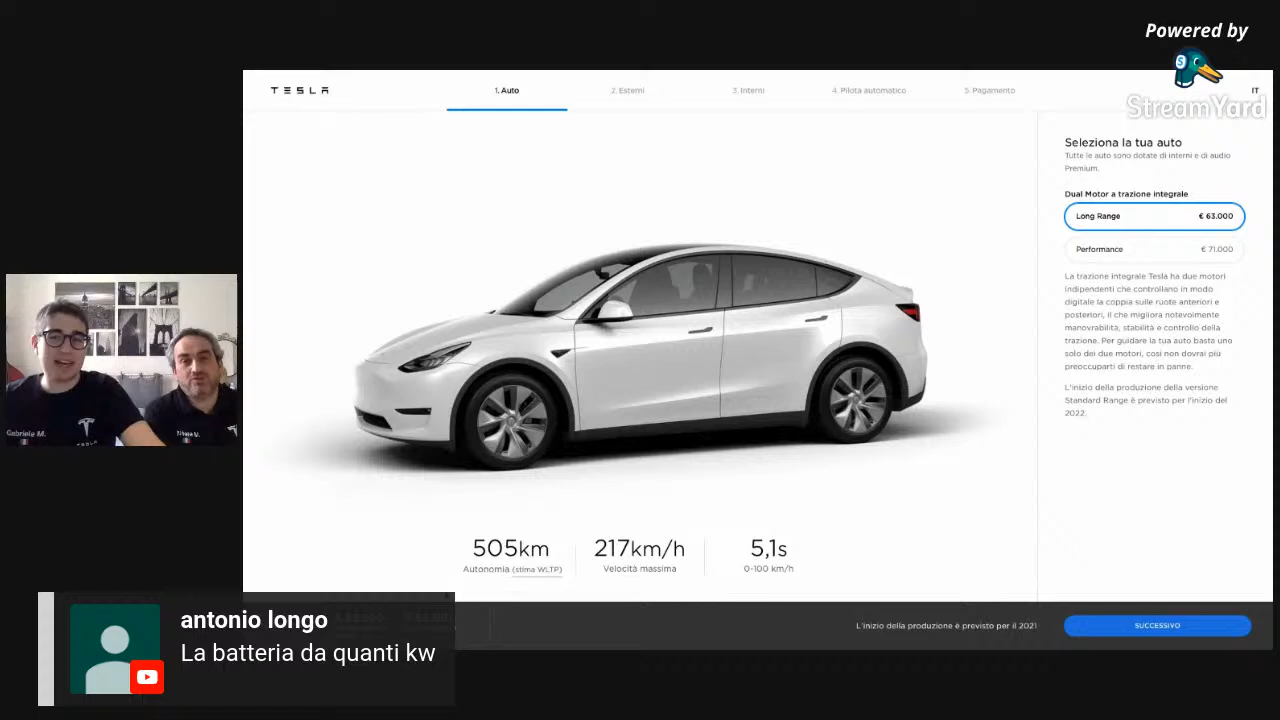 Powered by
StreamYard
TESLA
1. Auto
2. Esterni
3. Interni
4. Pilota automatico
5. Pagamento
IT
Seleziona la tua auto
Tutte le auto sono dotate di interni e di audio
Premium.
Dual Motor a trazione integrale
Long Range € 63.000
Performance € 71.000
La trazione integrale Tesla ha due motori
indipendenti che controllano in modo
digitale la coppia sulle ruote anteriori e
posteriori, il che migliora notevolmente
manovrabilità, stabilità e controllo della
trazione. Per guidare la tua auto basta uno
solo dei due motori, così non dovrai più
preoccuparti di restare in panne.
L'inizio della produzione della versione
Standard Range è previsto per l'inizio del
2022.
Gabriele M.
TESLA
505km
Autonomia (stima WLTP)
217km/h
Velocità massima
5,1s
0-100 km/h
L'inizio della produzione è previsto per il 2021
SUCCESSIVO
antonio longo
La batteria da quanti kw